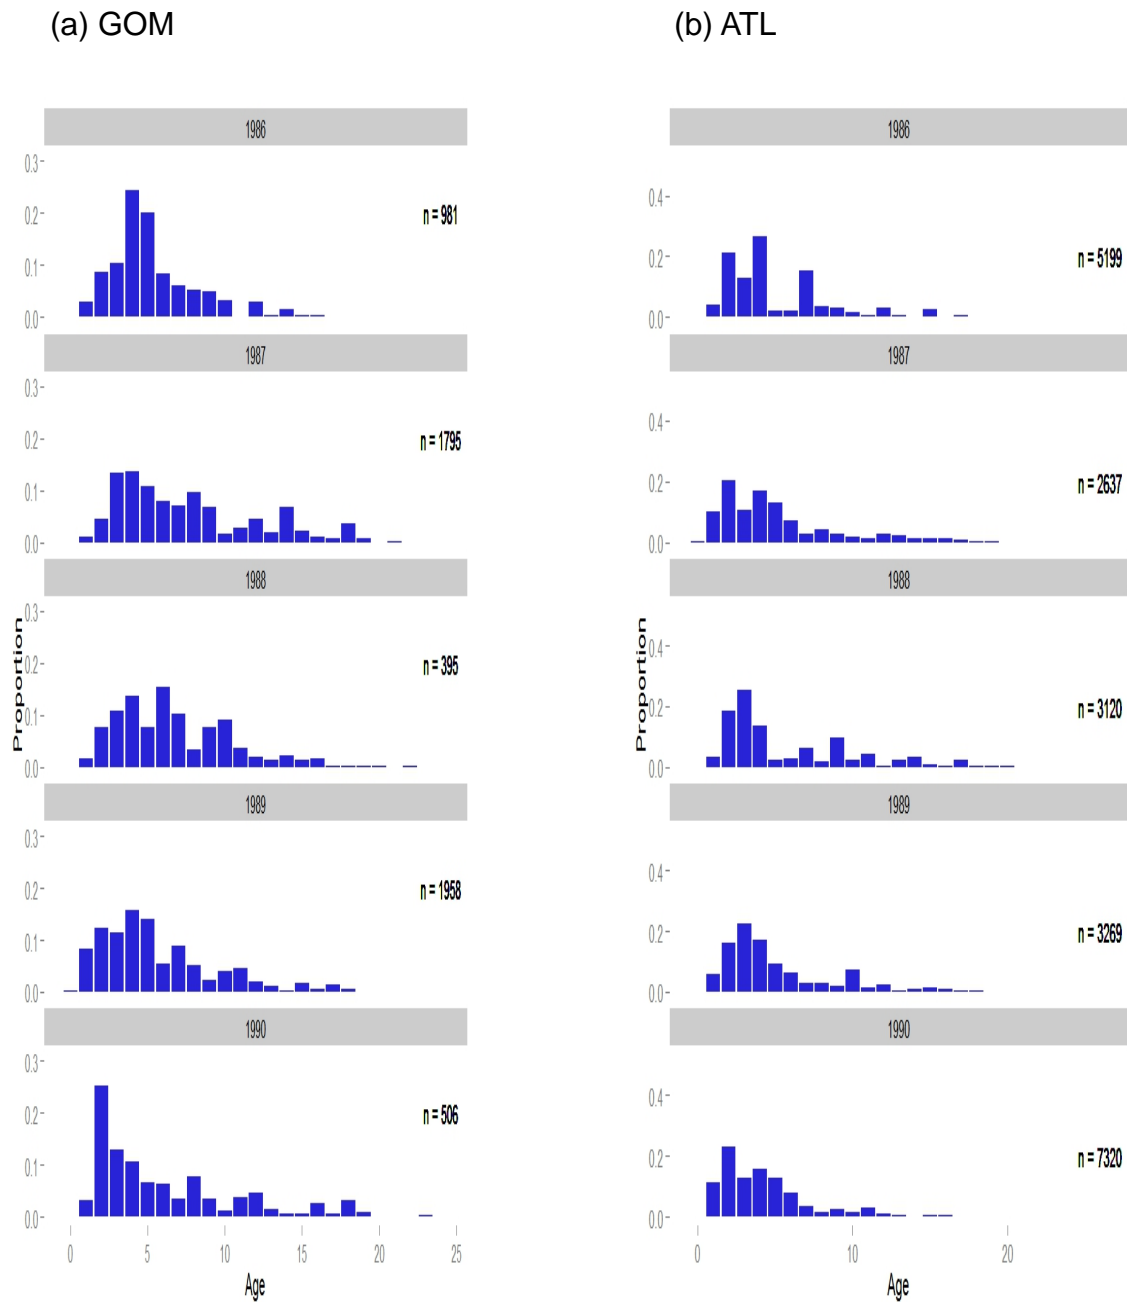 (a) GOM
1986
0.3
0.2
0.1
0.0
n = 981
1987
0.3
0.2
0.1
0.0
n = 1795
1988
0.3
0.2
0.1
0.0
n = 395
1989
0.3
0.2
0.1
0.0
n = 1958
1990
0.3
0.2
0.1
0.0
n = 506
Proportion
0 5 10 15 20 25
Age
(b) ATL
1986
0.4
0.2
0.0
n = 5199
1987
0.4
0.2
0.0
n = 2637
1988
0.4
0.2
0.0
n = 3120
1989
0.4
0.2
0.0
n = 3269
1990
0.4
0.2
0.0
n = 7320
Proportion
0 10 20
Age